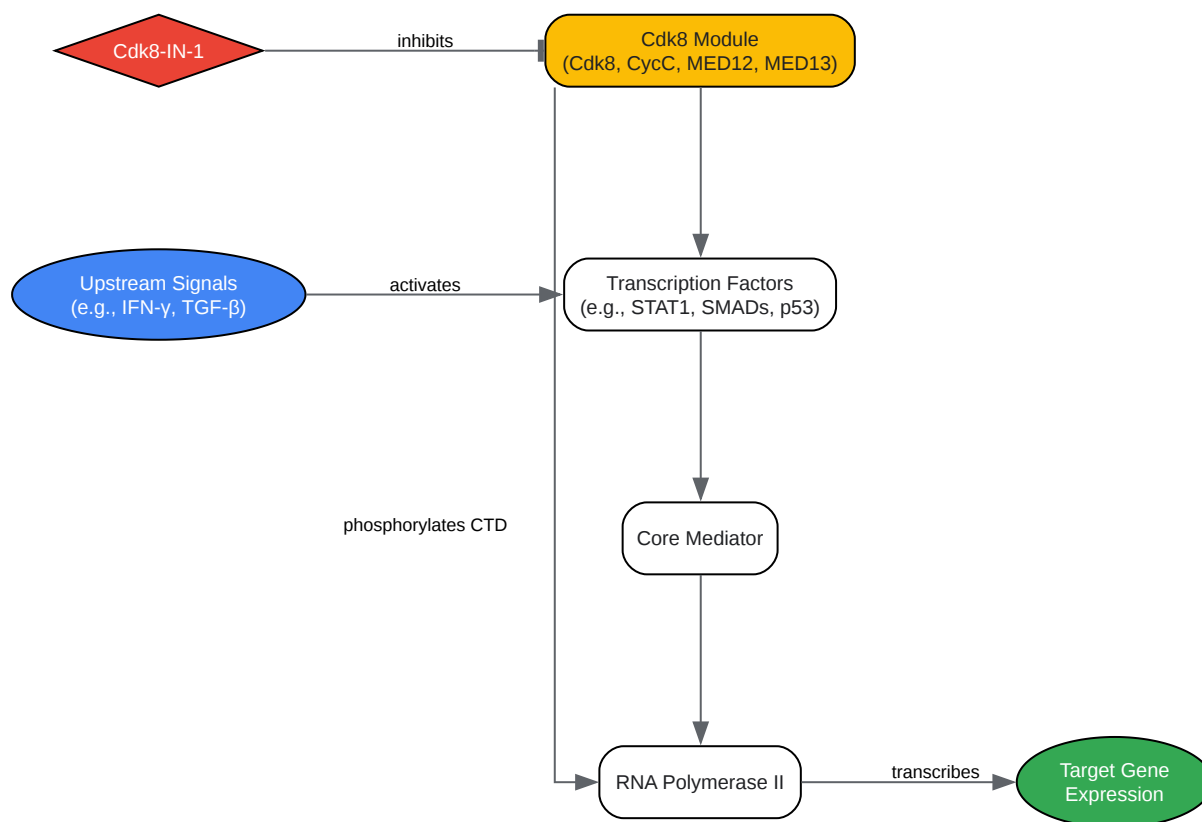 Cdk8-IN-1
inhibits
Cdk8 Module
(Cdk8, CycC, MED12, MED13)
Upstream Signals
(e.g., IFN-γ, TGF-β)
activates
Transcription Factors
(e.g., STAT1, SMADs, p53)
phosphorylates CTD
Core Mediator
RNA Polymerase II
transcribes
Target Gene
Expression